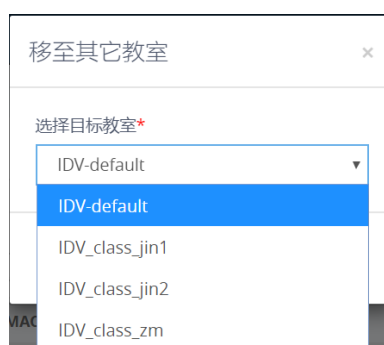 移至其它教室
×
选择目标教室*
IDV-default
▼
IDV-default
IDV_class_jin1
IDV_class_jin2
IDV_class_zm